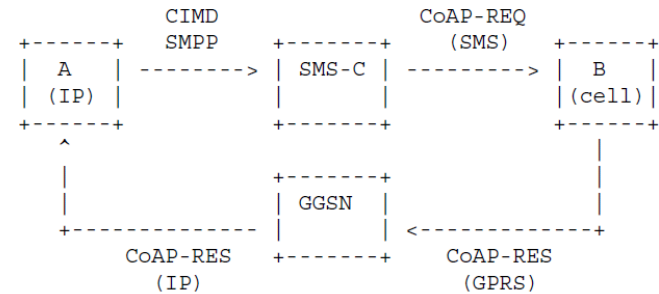 CIMD CoAP-REQ
SMPP (SMS)
A SMS-C B
(IP) (cell)
GGSN
CoAP-RES CoAP-RES
(IP) (GPRS)